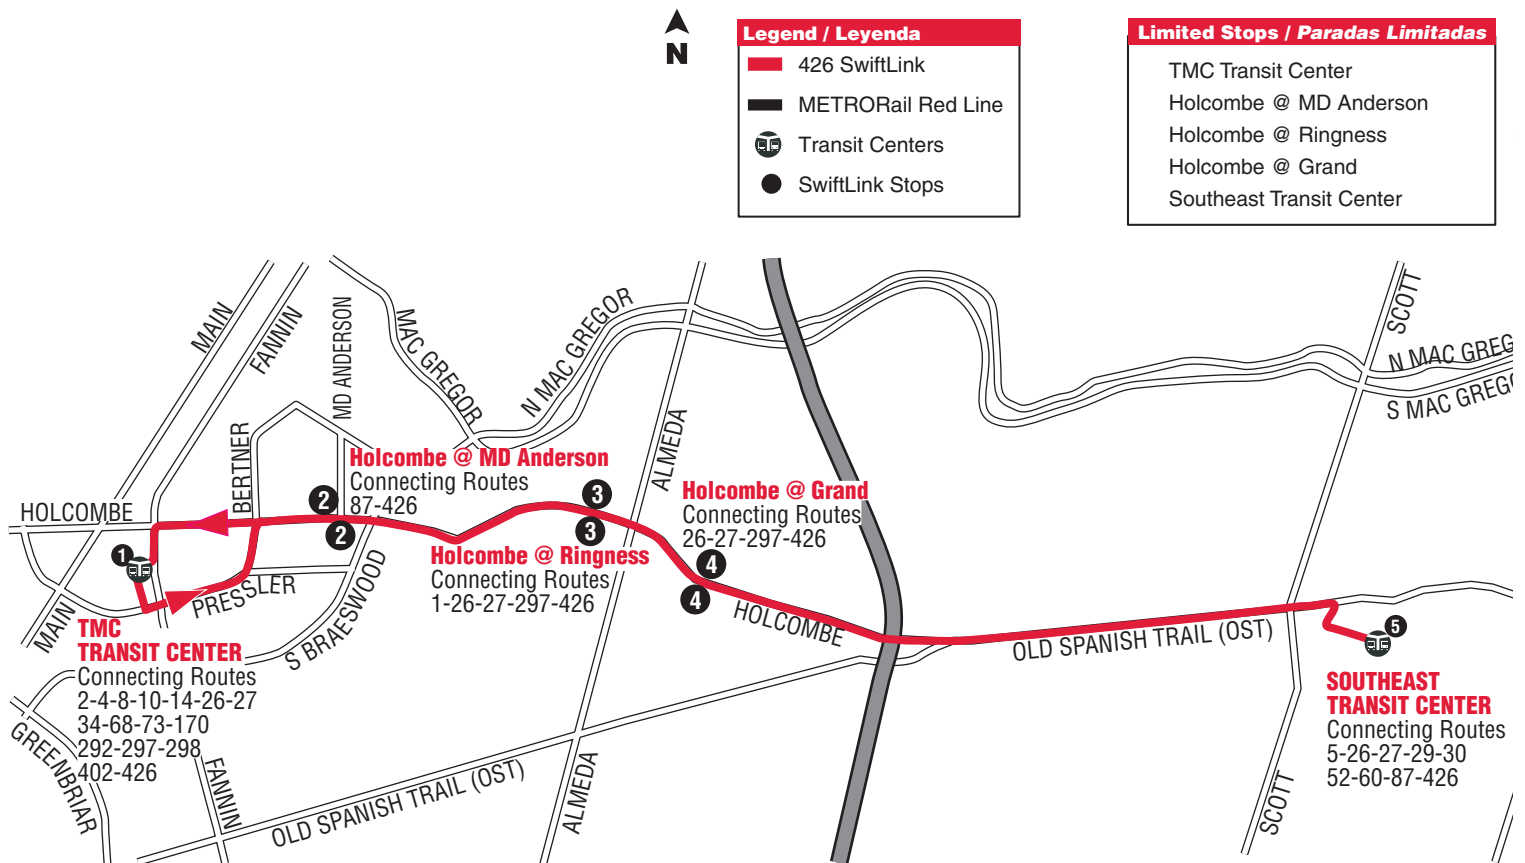 N
Legend / Leyenda
426 SwiftLink
METRORail Red Line
Transit Centers
SwiftLink Stops
Limited Stops / Paradas Limitadas
TMC Transit Center
Holcombe @ MD Anderson
Holcombe @ Ringness
Holcombe @ Grand
Southeast Transit Center
MAIN
FANNIN
MD ANDERSON
MAC GREGOR
N MAC GREGOR
SCOTT
N MAC GREG
S MAC GREGO
ALMEDA
BERTNER
HOLCOMBE
Holcombe @ MD Anderson
Connecting Routes
87-426
2
2
3
3
Holcombe @ Grand
Connecting Routes
26-27-297-426
Holcombe @ Ringness
Connecting Routes
1-26-27-297-426
1
4
4
PRESSLER
MAIN
S BRAESWOOD
HOLCOMBE
OLD SPANISH TRAIL (OST)
5
TMC
TRANSIT CENTER
Connecting Routes
2-4-8-10-14-26-27
34-68-73-170
292-297-298
402-426
SOUTHEAST
TRANSIT CENTER
Connecting Routes
5-26-27-29-30
52-60-87-426
GREENBRIAR
FANNIN
OLD SPANISH TRAIL (OST)
ALMEDA
SCOTT